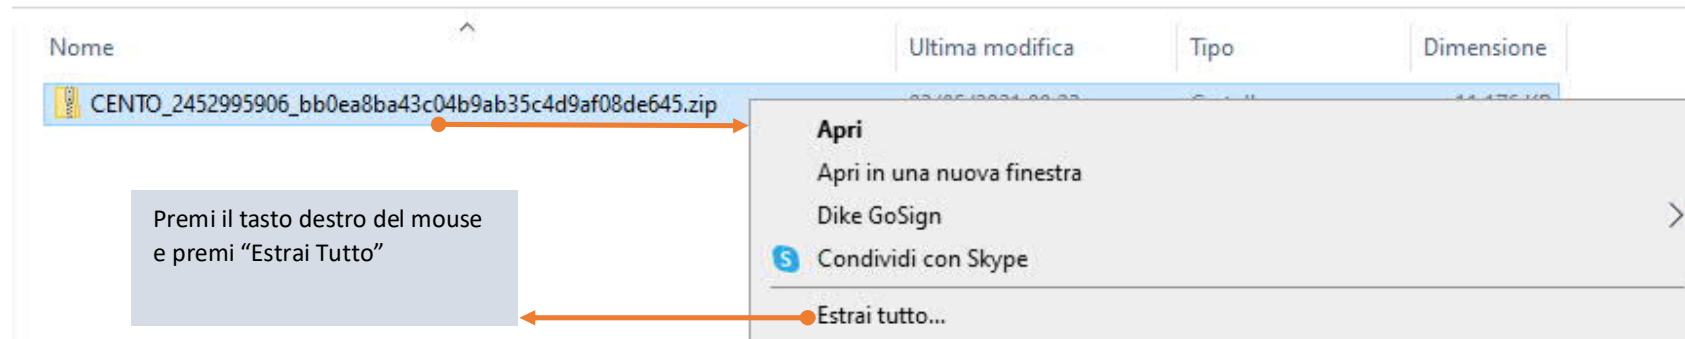 Nome Ultima modifica Tipo Dimensione
CENTO_2452995906_bb0ea8ba43c04b9ab35c4d9af08de645.zip
Apri
Apri in una nuova finestra
Dike GoSign
Condividi con Skype
Estrai tutto...
Premi il tasto destro del mouse
e premi “Estrai Tutto”